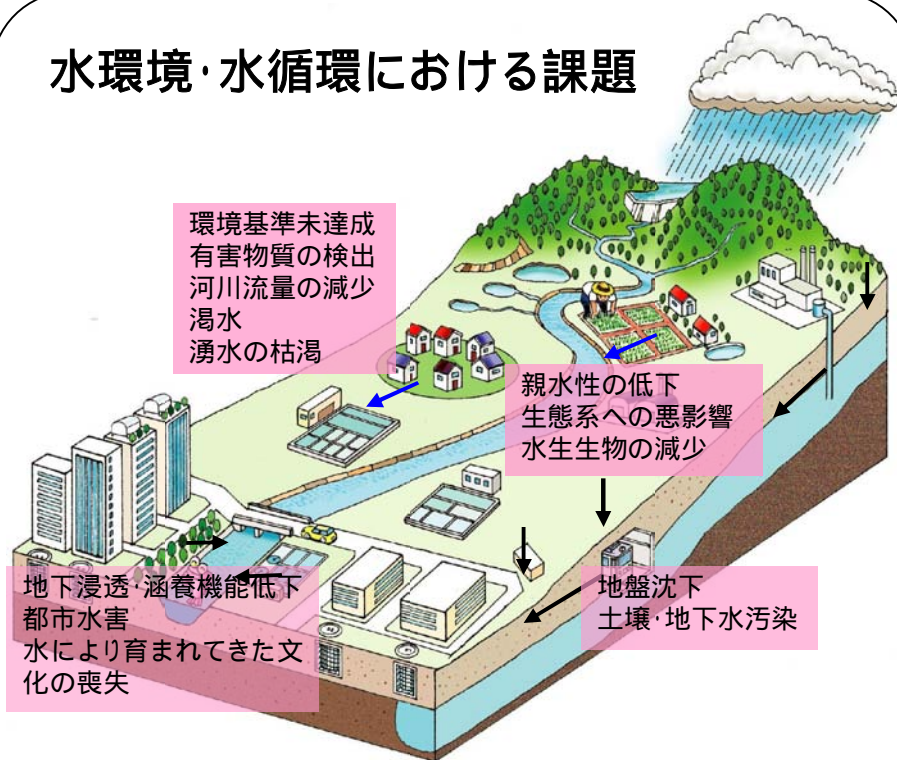 水環境・水循環における課題
環境基準未達成
有害物質の検出
河川流量の減少
渇水
湧水の枯渇
親水性の低下
生態系への悪影響
水生生物の減少
地下浸透・涵養機能低下
都市水害
水により育まれてきた文
化の喪失
地盤沈下
土壌・地下水汚染